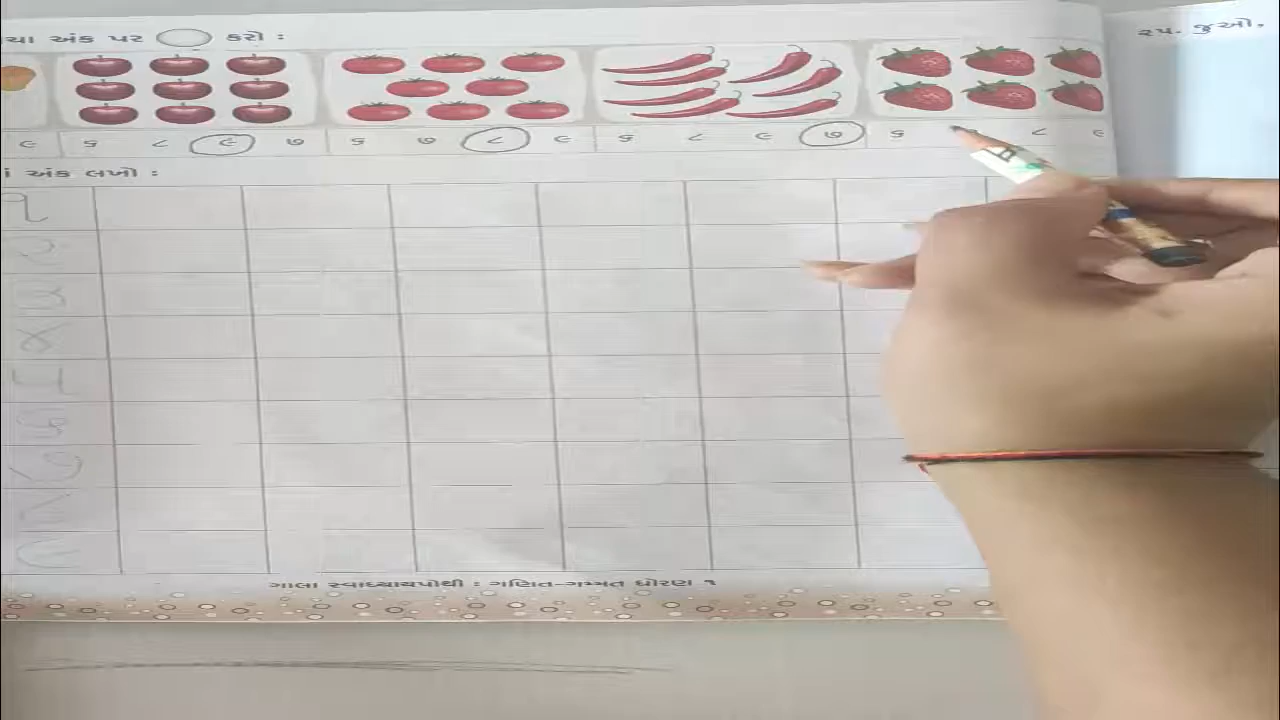 ચા અંક પર કરો :
૨૫. જુઓ.
૯ ૬ ૮ ૯ ૭ ૬ ૭ ૮ ૯ ૬ ૮ ૯ ૭ ૬ ૮ ૯
અંક લખો :
૧
૨
૩
૪
૫
૬
૭
૮
૯
ગાલા સ્વાધ્યાયપોથી : ગણિત-ગમ્મત ધોરણ ૧